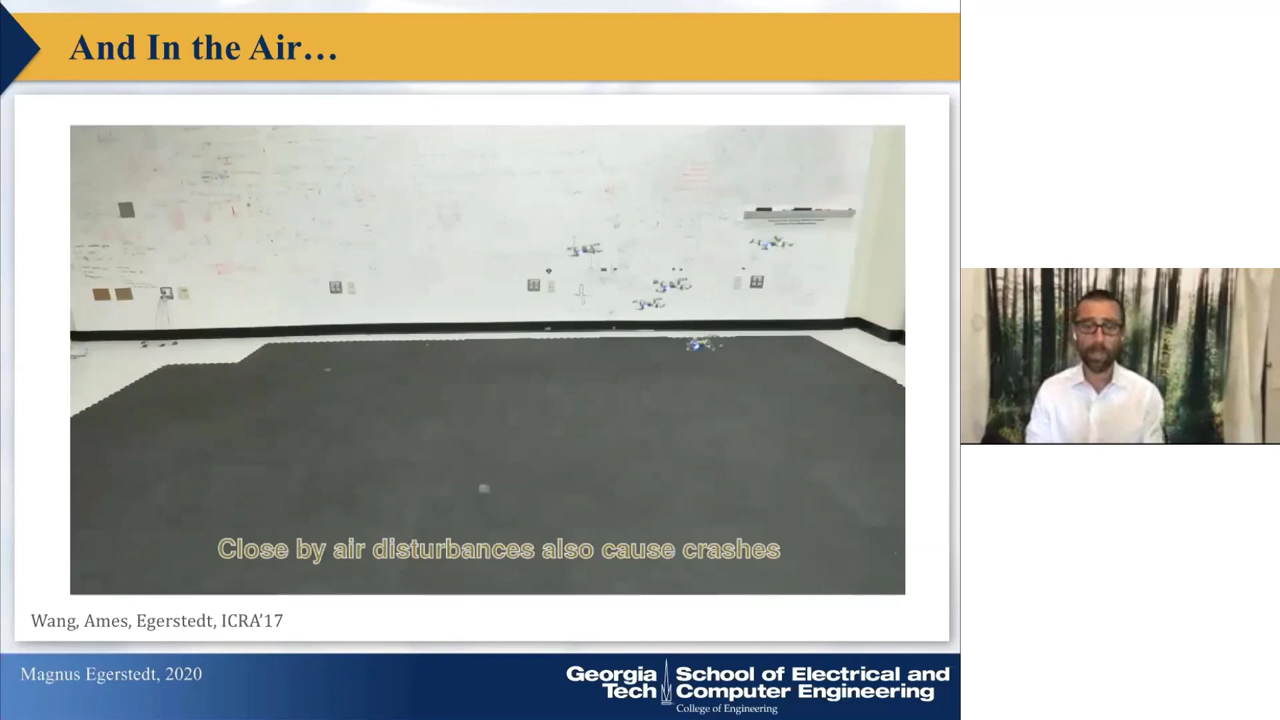 And In the Air…
Close by air disturbances also cause crashes
Wang, Ames, Egerstedt, ICRA’17
Magnus Egerstedt, 2020
Georgia Tech
School of Electrical and
Computer Engineering
College of Engineering